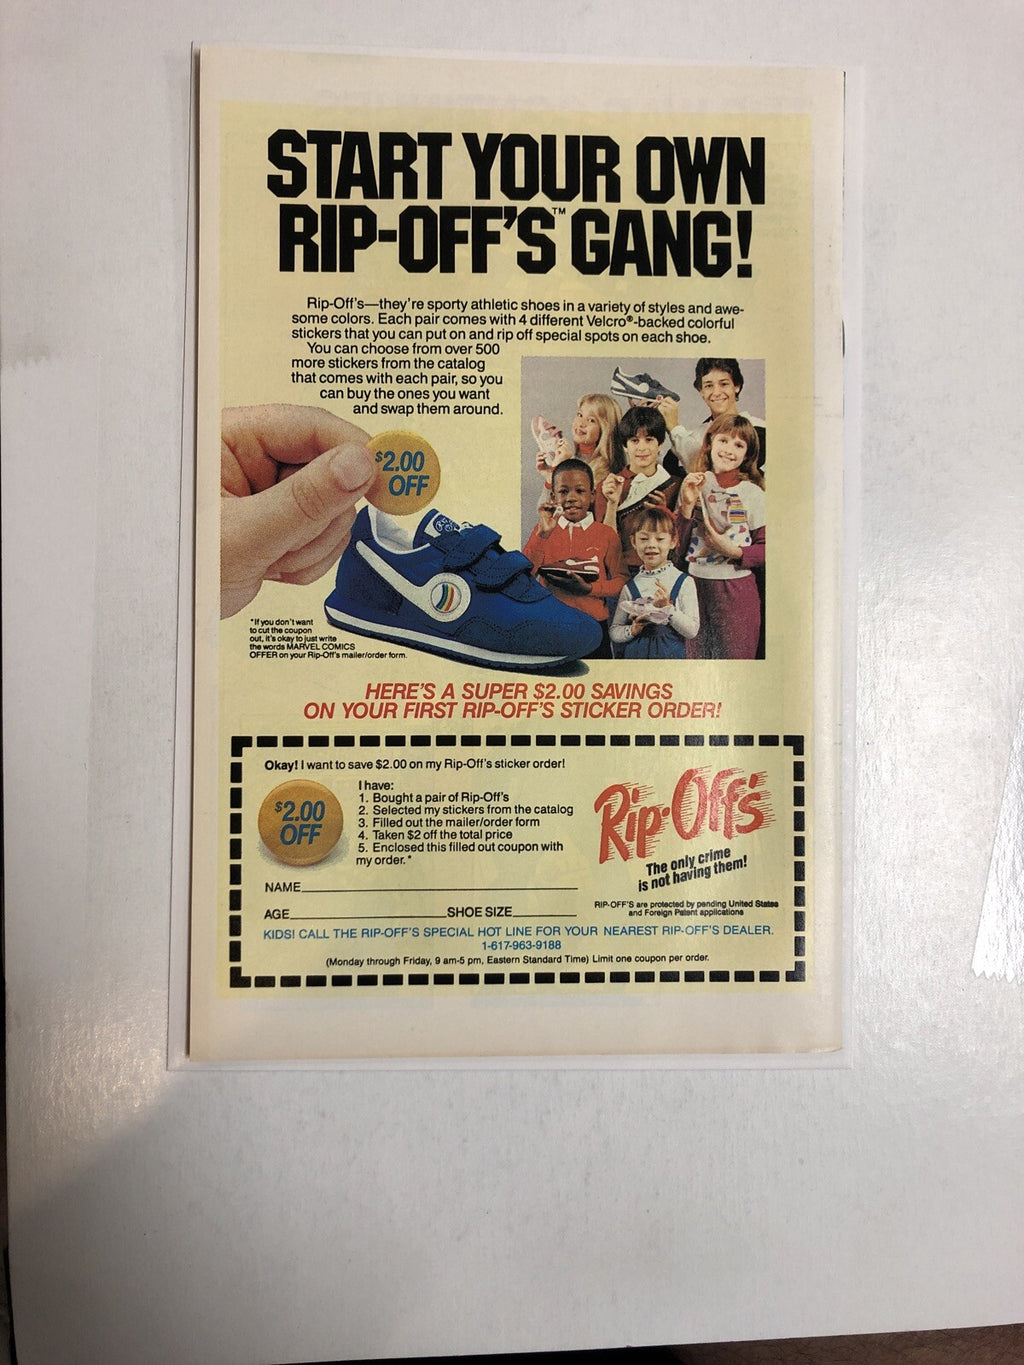 START YOUR OWN
RIP-OFF'S™ GANG!
Rip-Off's—they're sporty athletic shoes in a variety of styles and awe-
some colors. Each pair comes with 4 different Velcro®-backed colorful
stickers that you can put on and rip off special spots on each shoe.
You can choose from over 500
more stickers from the catalog
that comes with each pair, so you
can buy the ones you want
and swap them around.
$2.00
OFF
*If you don't want
to cut the coupon
out, it's okay to just write
the words MARVEL COMICS
OFFER on your Rip-Off's mailer/order form.
HERE'S A SUPER $2.00 SAVINGS
ON YOUR FIRST RIP-OFF'S STICKER ORDER!
Okay! I want to save $2.00 on my Rip-Off's sticker order!
$2.00
OFF
I have:
1. Bought a pair of Rip-Off's
2. Selected my stickers from the catalog
3. Filled out the mailer/order form
4. Taken $2 off the total price
5. Enclosed this filled out coupon with
my order.*
Rip-Off's
The only crime
is not having them!
NAME
AGE SHOE SIZE
RIP-OFF'S are protected by pending United States
and Foreign Patent applications
KIDS! CALL THE RIP-OFF'S SPECIAL HOT LINE FOR YOUR NEAREST RIP-OFF'S DEALER.
1-617-963-9188
(Monday through Friday, 9 am-5 pm, Eastern Standard Time) Limit one coupon per order.